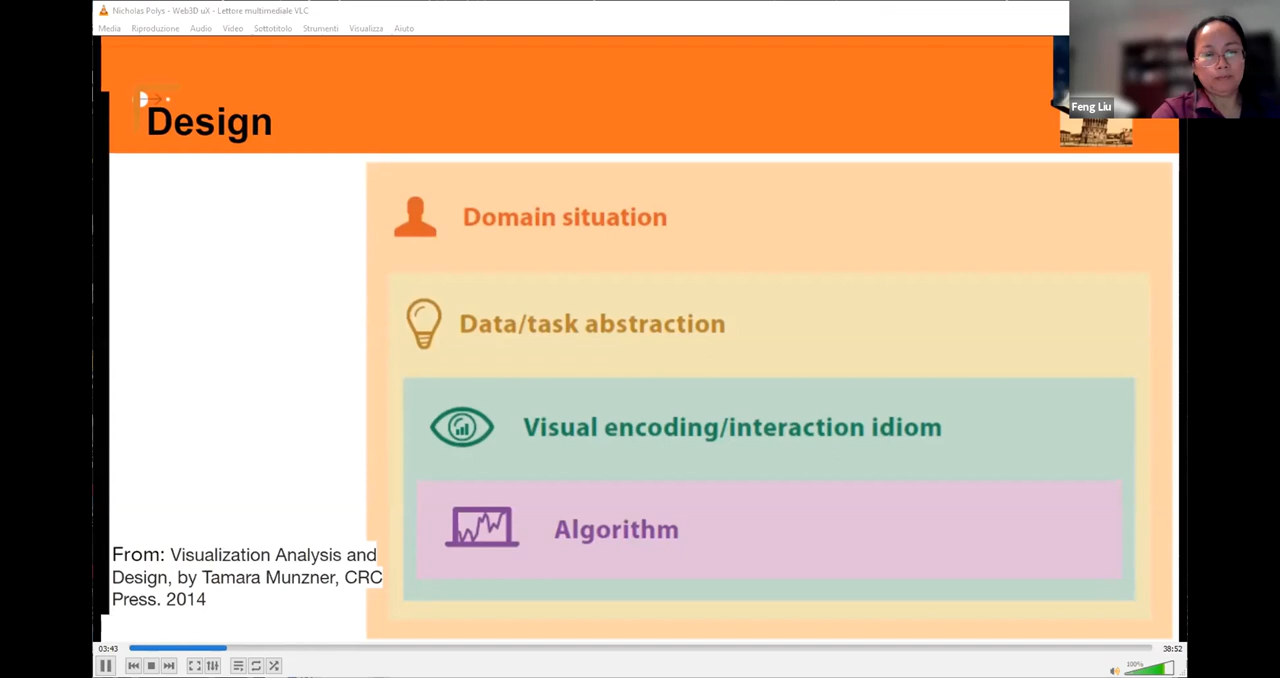 Nicholas Polys - Web3D uX - Lettore multimediale VLC
Media Riproduzione Audio Video Sottotitolo Strumenti Visualizza Aiuto
Feng Liu
Design
Domain situation
Data/task abstraction
Visual encoding/interaction idiom
Algorithm
From: Visualization Analysis and
Design, by Tamara Munzner, CRC
Press. 2014
03:43
38:52
100%